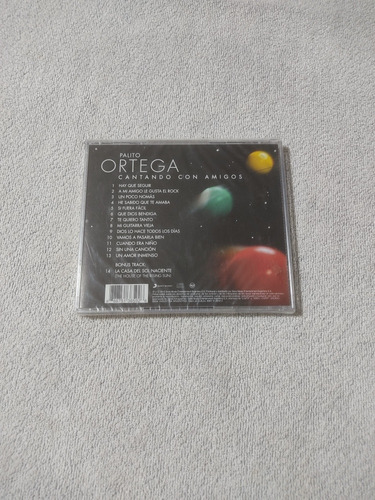 PALITO
ORTEGA
CANTANDO CON AMIGOS
1 HAY QUE SEGUIR
2 A MI AMIGO LE GUSTA EL ROCK
3 UN POCO NOMÁS
4 HE SABIDO QUE TE AMABA
5 SI FUERA FÁCIL
6 QUE DIOS BENDIGA
7 TE QUIERO TANTO
8 MI GUITARRA VIEJA
9 DIOS LO HACE TODOS LOS DÍAS
10 VAMOS A PASARLA BIEN
11 CUANDO ERA NIÑO
12 SIN UNA CANCIÓN
13 UN AMOR INMENSO
BONUS TRACK:
14 LA CASA DEL SOL NACIENTE
(THE HOUSE OF THE RISING SUN)